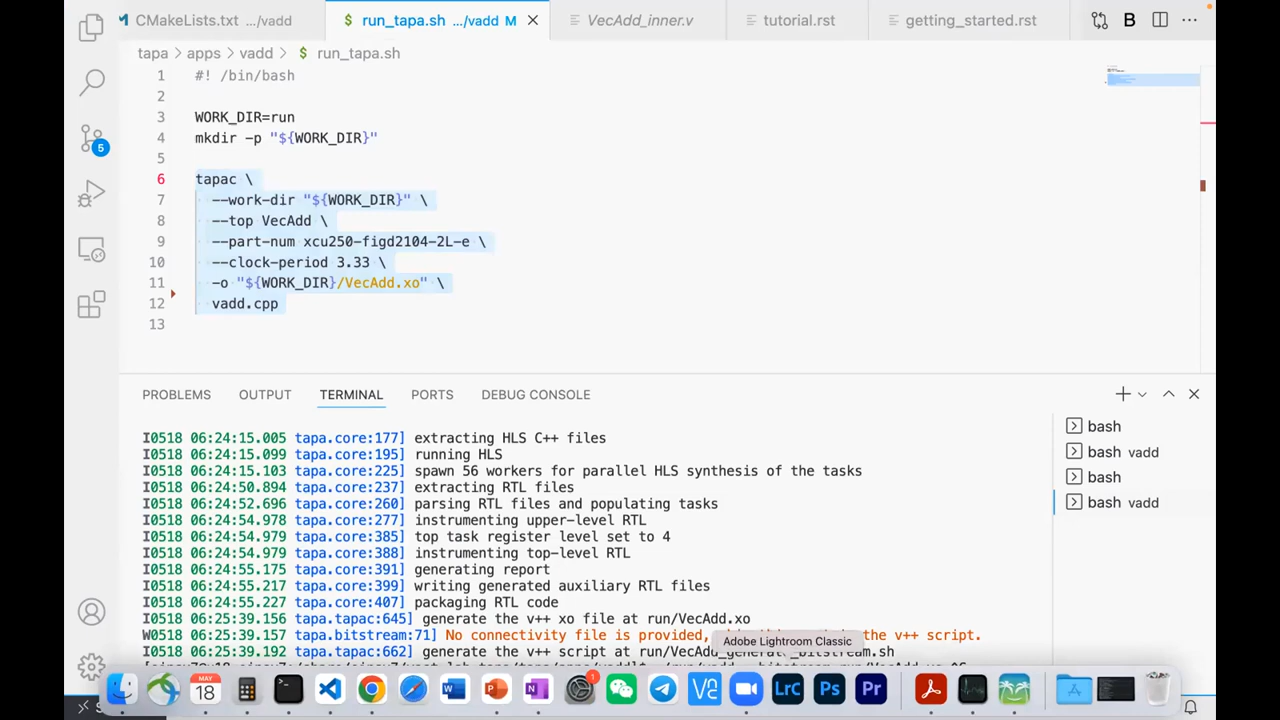 CMakeLists.txt .../vadd
$ run_tapa.sh .../vadd M
VecAdd_inner.v
tutorial.rst
getting_started.rst
B
tapa > apps > vadd > $ run_tapa.sh
1 #! /bin/bash
2
3 WORK_DIR=run
4 mkdir -p "${WORK_DIR}"
5
6 tapac \
7 --work-dir "${WORK_DIR}" \
8 --top VecAdd \
9 --part-num xcu250-figd2104-2L-e \
10 --clock-period 3.33 \
11 -o "${WORK_DIR}/VecAdd.xo" \
12 vadd.cpp
13
5
PROBLEMS OUTPUT TERMINAL PORTS DEBUG CONSOLE
I0518 06:24:15.005 tapa.core:177] extracting HLS C++ files
I0518 06:24:15.099 tapa.core:195] running HLS
I0518 06:24:15.103 tapa.core:225] spawn 56 workers for parallel HLS synthesis of the tasks
I0518 06:24:50.894 tapa.core:237] extracting RTL files
I0518 06:24:52.696 tapa.core:260] parsing RTL files and populating tasks
I0518 06:24:54.978 tapa.core:277] instrumenting upper-level RTL
I0518 06:24:54.979 tapa.core:385] top task register level set to 4
I0518 06:24:54.979 tapa.core:388] instrumenting top-level RTL
I0518 06:24:55.175 tapa.core:391] generating report
I0518 06:24:55.217 tapa.core:399] writing generated auxiliary RTL files
I0518 06:24:55.227 tapa.core:407] packaging RTL code
I0518 06:25:39.156 tapa.tapac:645] generate the v++ xo file at run/VecAdd.xo
W0518 06:25:39.157 tapa.bitstream:71] No connectivity file is provided, the v++ script.
I0518 06:25:39.192 tapa.tapac:662] generate the v++ script at run/VecAdd_generate_bitstream.sh
bash
bash vadd
bash
bash vadd
Adobe Lightroom Classic
MAY
18
1
LrC
Ps
Pr